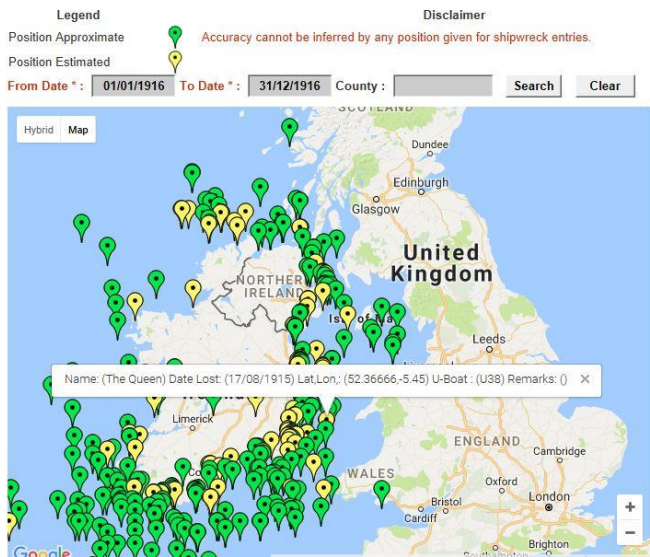 Legend Disclaimer
Position Approximate Accuracy cannot be inferred by any position given for shipwreck entries.
Position Estimated
From Date * : 01/01/1916 To Date * : 31/12/1916 County : Search Clear
Hybrid Map
SCOTLAND
Dundee
Edinburgh
Glasgow
United
Kingdom
NORTHERN
IRELAND
Isle of Man
Leeds
Name: (The Queen) Date Lost: (17/08/1915) Lat,Lon,: (52.36666,-5.45) U-Boat : (U38) Remarks: () ×
Limerick
ENGLAND
Cambridge
WALES
Oxford
London
Bristol
Cardiff
Brighton
Southampton
Google
+
−